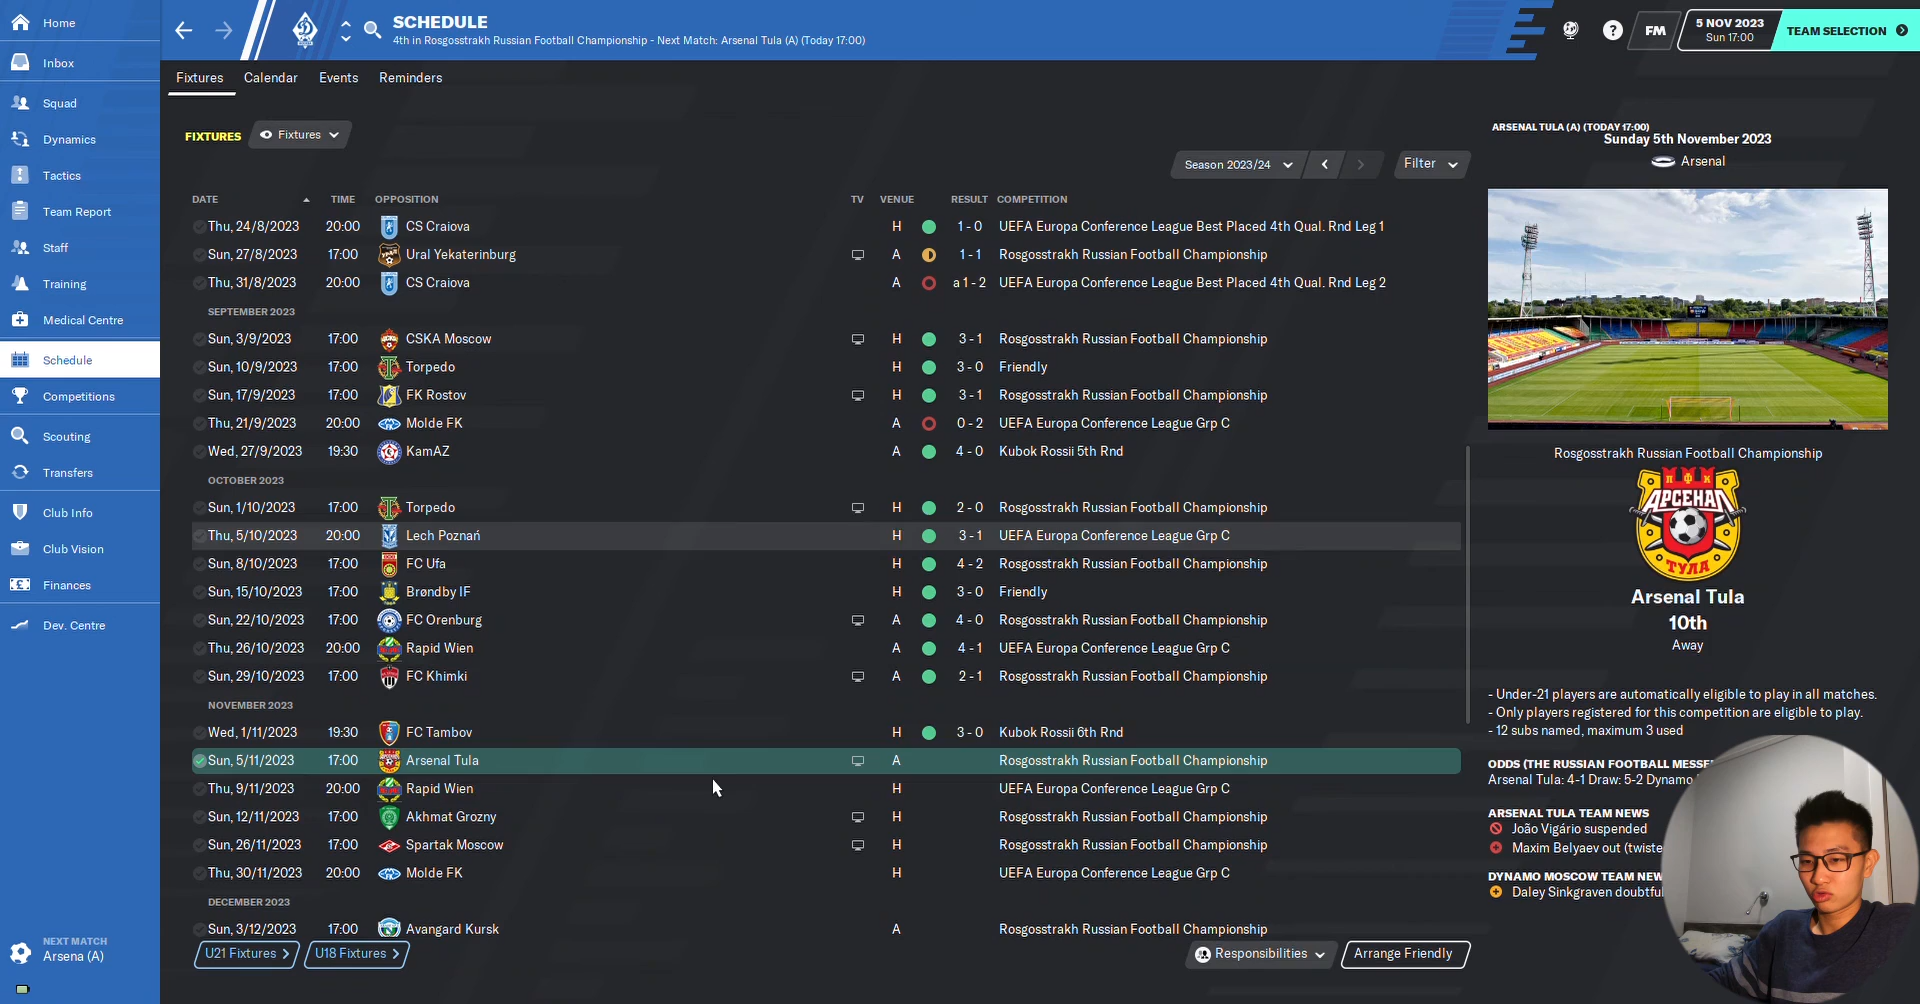 Home
Inbox
Squad
Dynamics
Tactics
Team Report
Staff
Training
Medical Centre
Schedule
Competitions
Scouting
Transfers
Club Info
Club Vision
Finances
Dev. Centre
NEXT MATCH
Arsena (A)
SCHEDULE
4th in Rosgosstrakh Russian Football Championship - Next Match: Arsenal Tula (A) (Today 17:00)
FM
5 NOV 2023
Sun 17:00
TEAM SELECTION
Fixtures Calendar Events Reminders
FIXTURES Fixtures
Season 2023/24 Filter
DATE TIME OPPOSITION TV VENUE RESULT COMPETITION
Thu, 24/8/2023 20:00 CS Craiova H 1 - 0 UEFA Europa Conference League Best Placed 4th Qual. Rnd Leg 1
Sun, 27/8/2023 17:00 Ural Yekaterinburg A 1 - 1 Rosgosstrakh Russian Football Championship
Thu, 31/8/2023 20:00 CS Craiova A a 1 - 2 UEFA Europa Conference League Best Placed 4th Qual. Rnd Leg 2
SEPTEMBER 2023
Sun, 3/9/2023 17:00 CSKA Moscow H 3 - 1 Rosgosstrakh Russian Football Championship
Sun, 10/9/2023 17:00 Torpedo H 3 - 0 Friendly
Sun, 17/9/2023 17:00 FK Rostov H 3 - 1 Rosgosstrakh Russian Football Championship
Thu, 21/9/2023 20:00 Molde FK A 0 - 2 UEFA Europa Conference League Grp C
Wed, 27/9/2023 19:30 KamAZ A 4 - 0 Kubok Rossii 5th Rnd
OCTOBER 2023
Sun, 1/10/2023 17:00 Torpedo H 2 - 0 Rosgosstrakh Russian Football Championship
Thu, 5/10/2023 20:00 Lech Poznań H 3 - 1 UEFA Europa Conference League Grp C
Sun, 8/10/2023 17:00 FC Ufa H 4 - 2 Rosgosstrakh Russian Football Championship
Sun, 15/10/2023 17:00 Brøndby IF H 3 - 0 Friendly
Sun, 22/10/2023 17:00 FC Orenburg A 4 - 0 Rosgosstrakh Russian Football Championship
Thu, 26/10/2023 20:00 Rapid Wien A 4 - 1 UEFA Europa Conference League Grp C
Sun, 29/10/2023 17:00 FC Khimki A 2 - 1 Rosgosstrakh Russian Football Championship
NOVEMBER 2023
Wed, 1/11/2023 19:30 FC Tambov H 3 - 0 Kubok Rossii 6th Rnd
Sun, 5/11/2023 17:00 Arsenal Tula A Rosgosstrakh Russian Football Championship
Thu, 9/11/2023 20:00 Rapid Wien H UEFA Europa Conference League Grp C
Sun, 12/11/2023 17:00 Akhmat Grozny H Rosgosstrakh Russian Football Championship
Sun, 26/11/2023 17:00 Spartak Moscow H Rosgosstrakh Russian Football Championship
Thu, 30/11/2023 20:00 Molde FK H UEFA Europa Conference League Grp C
DECEMBER 2023
Sun, 3/12/2023 17:00 Avangard Kursk A Rosgosstrakh Russian Football Championship
U21 Fixtures U18 Fixtures Responsibilities Arrange Friendly
ARSENAL TULA (A) (TODAY 17:00)
Sunday 5th November 2023
Arsenal
Rosgosstrakh Russian Football Championship
ПФК
АРСЕНАЛ
ТУЛА
Arsenal Tula
10th
Away
- Under-21 players are automatically eligible to play in all matches.
- Only players registered for this competition are eligible to play.
- 12 subs named, maximum 3 used
ODDS (THE RUSSIAN FOOTBALL MESSE
Arsenal Tula: 4-1 Draw: 5-2 Dynamo
ARSENAL TULA TEAM NEWS
João Vigário suspended
Maxim Belyaev out (twiste
DYNAMO MOSCOW TEAM NEW
Daley Sinkgraven doubtful